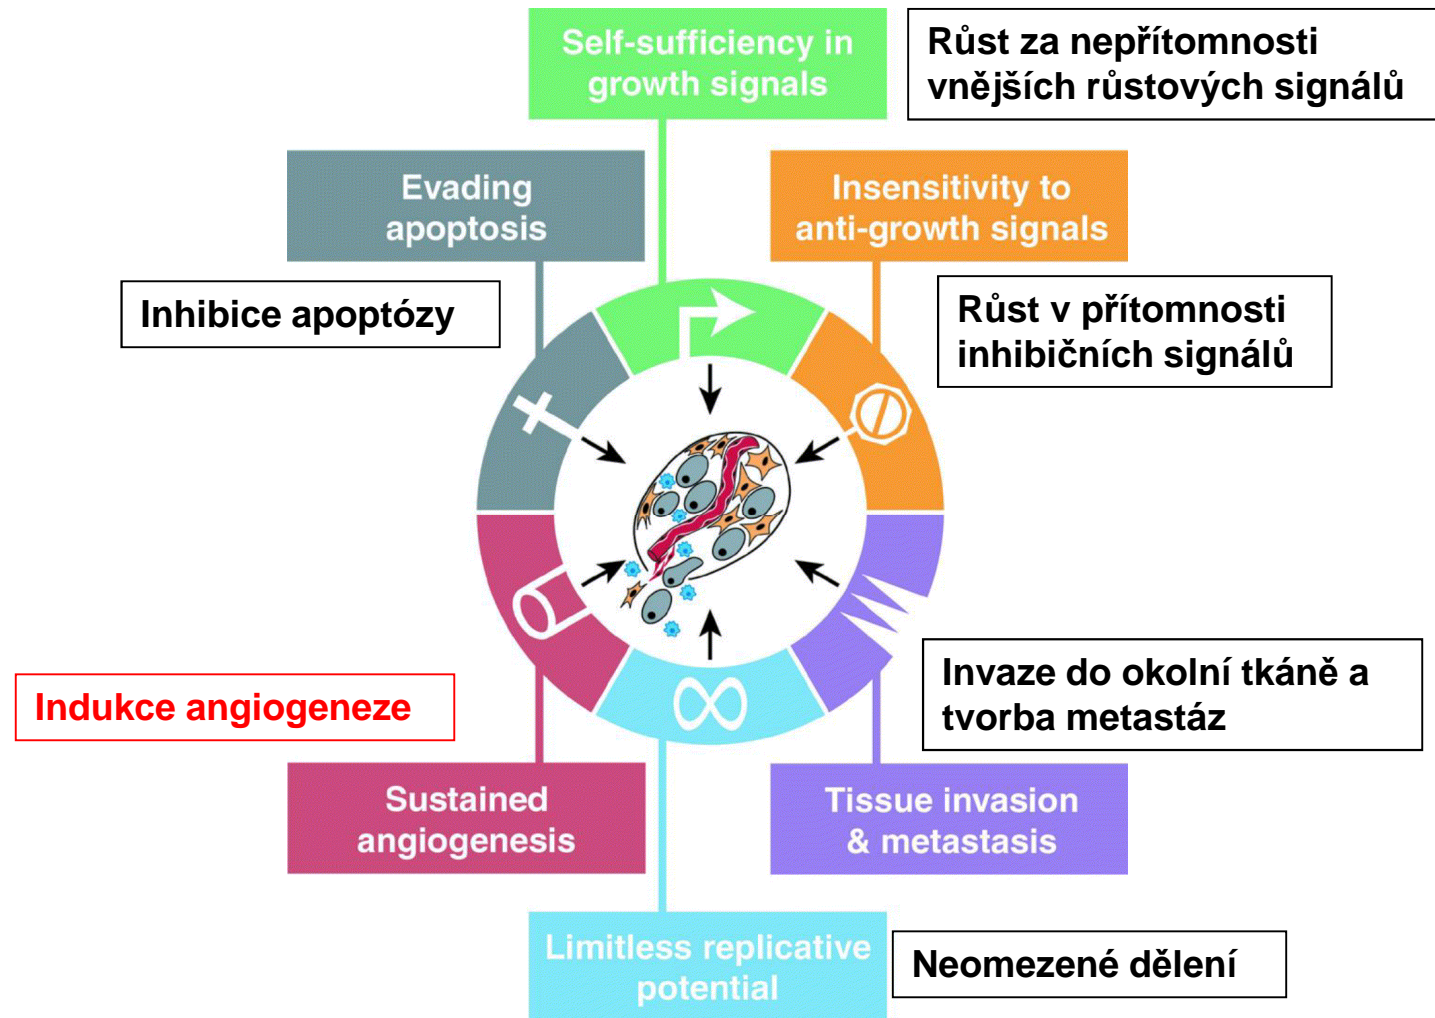 Self-sufficiency in
growth signals
Růst za nepřítomnosti
vnějších růstových signálů
Evading
apoptosis
Insensitivity to
anti-growth signals
Inhibice apoptózy
Růst v přítomnosti
inhibičních signálů
Indukce angiogeneze
Invaze do okolní tkáně a
tvorba metastáz
Sustained
angiogenesis
Tissue invasion
& metastasis
Limitless replicative
potential
Neomezené dělení